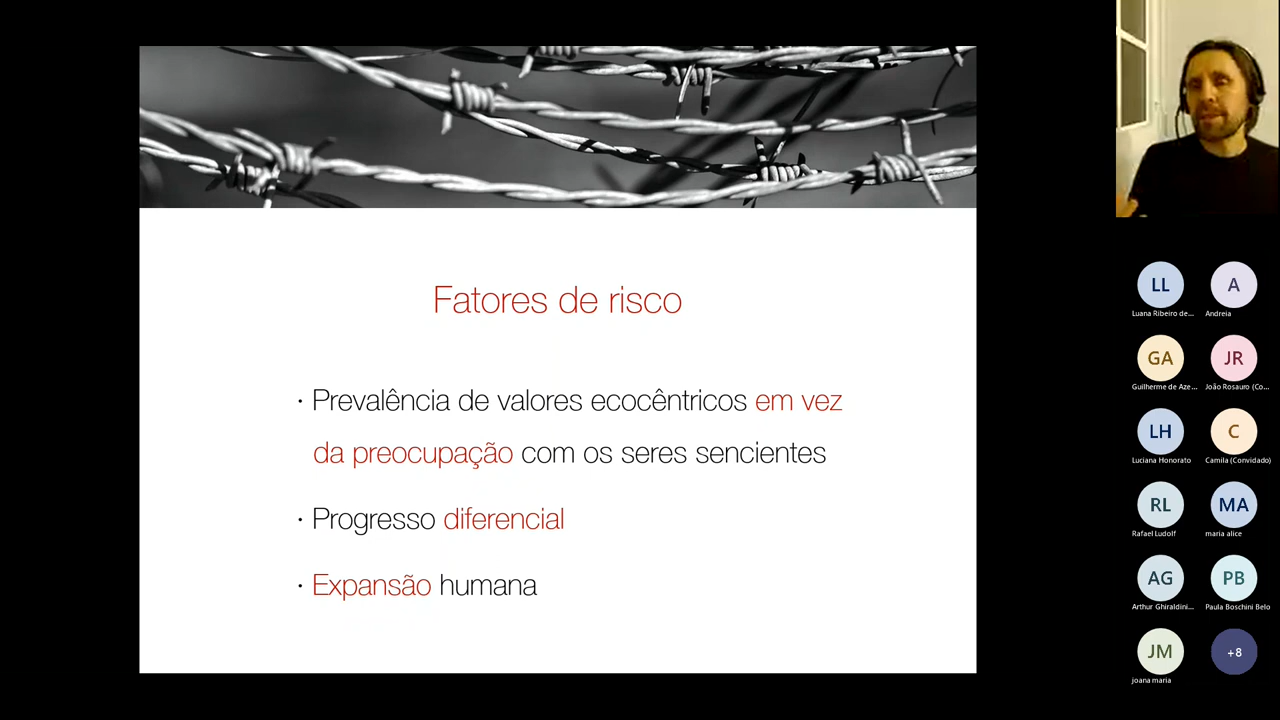 Fatores de risco
· Prevalência de valores ecocêntricos em vez
da preocupação com os seres sencientes
· Progresso diferencial
· Expansão humana
LL
Luana Ribeiro de...
A
Andreia
GA
Guilherme de Aze...
JR
João Rosauro (Co...
LH
Luciana Honorato
C
Camila (Convidado)
RL
Rafael Ludolf
MA
maria alice
AG
Arthur Ghiraldini...
PB
Paula Boschini Belo
JM
joana maria
+8